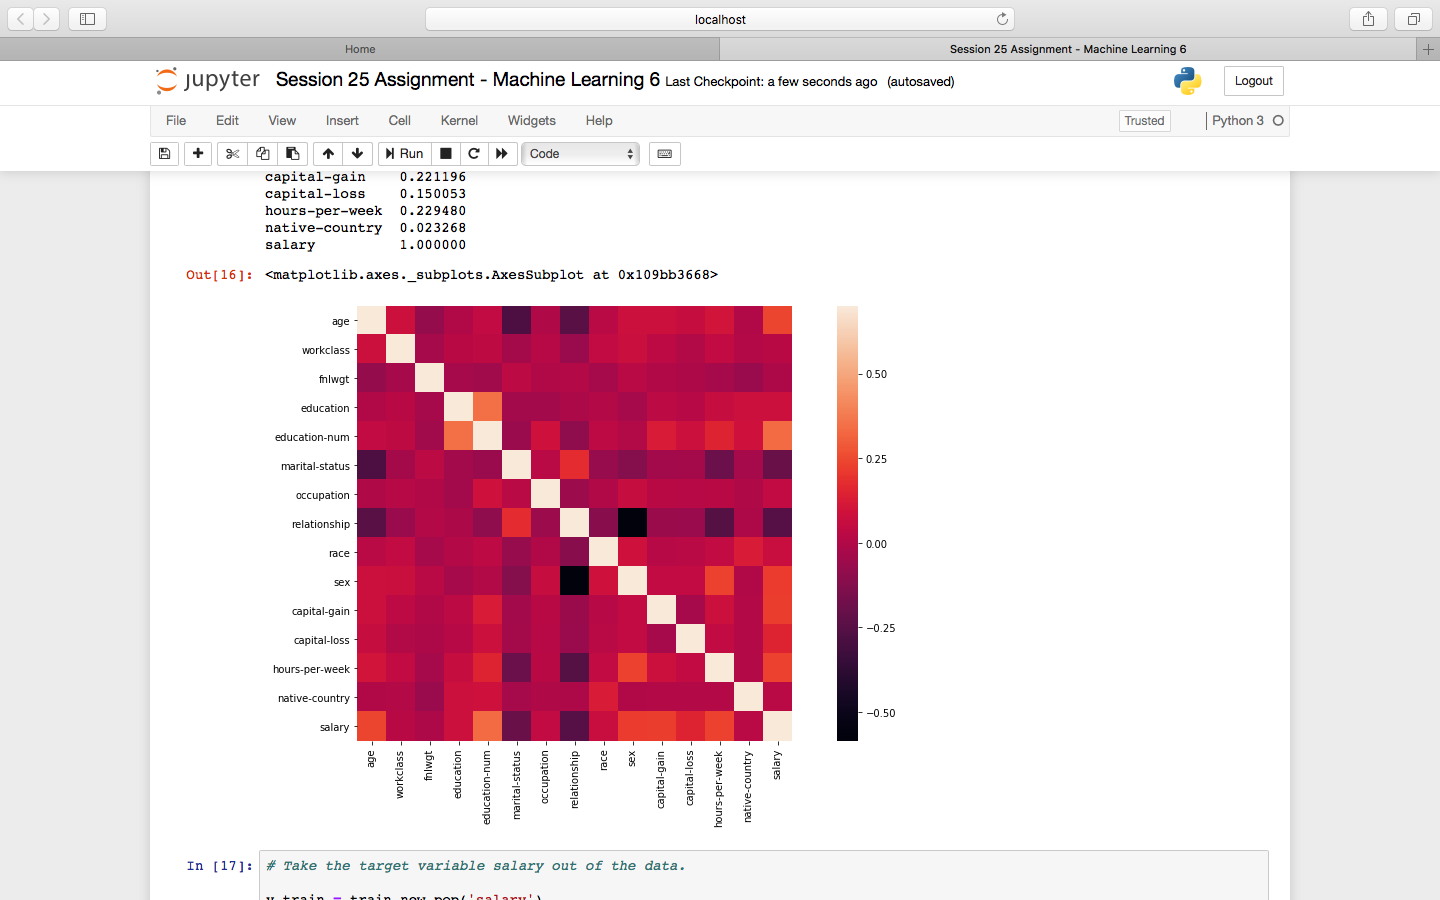 localhost
Home
Session 25 Assignment - Machine Learning 6
jupyter Session 25 Assignment - Machine Learning 6 Last Checkpoint: a few seconds ago (autosaved)
Logout
File Edit View Insert Cell Kernel Widgets Help
Trusted
Python 3
Run
Code
capital-gain 0.221196
capital-loss 0.150053
hours-per-week 0.229480
native-country 0.023268
salary 1.000000
Out[16]: <matplotlib.axes._subplots.AxesSubplot at 0x109bb3668>
age
workclass
fnlwgt
education
education-num
marital-status
occupation
relationship
race
sex
capital-gain
capital-loss
hours-per-week
native-country
salary
0.50
0.25
0.00
−0.25
−0.50
age
workclass
fnlwgt
education
education-num
marital-status
occupation
relationship
race
sex
capital-gain
capital-loss
hours-per-week
native-country
salary
In [17]: # Take the target variable salary out of the data.
y_train = train_new.pop('salary')